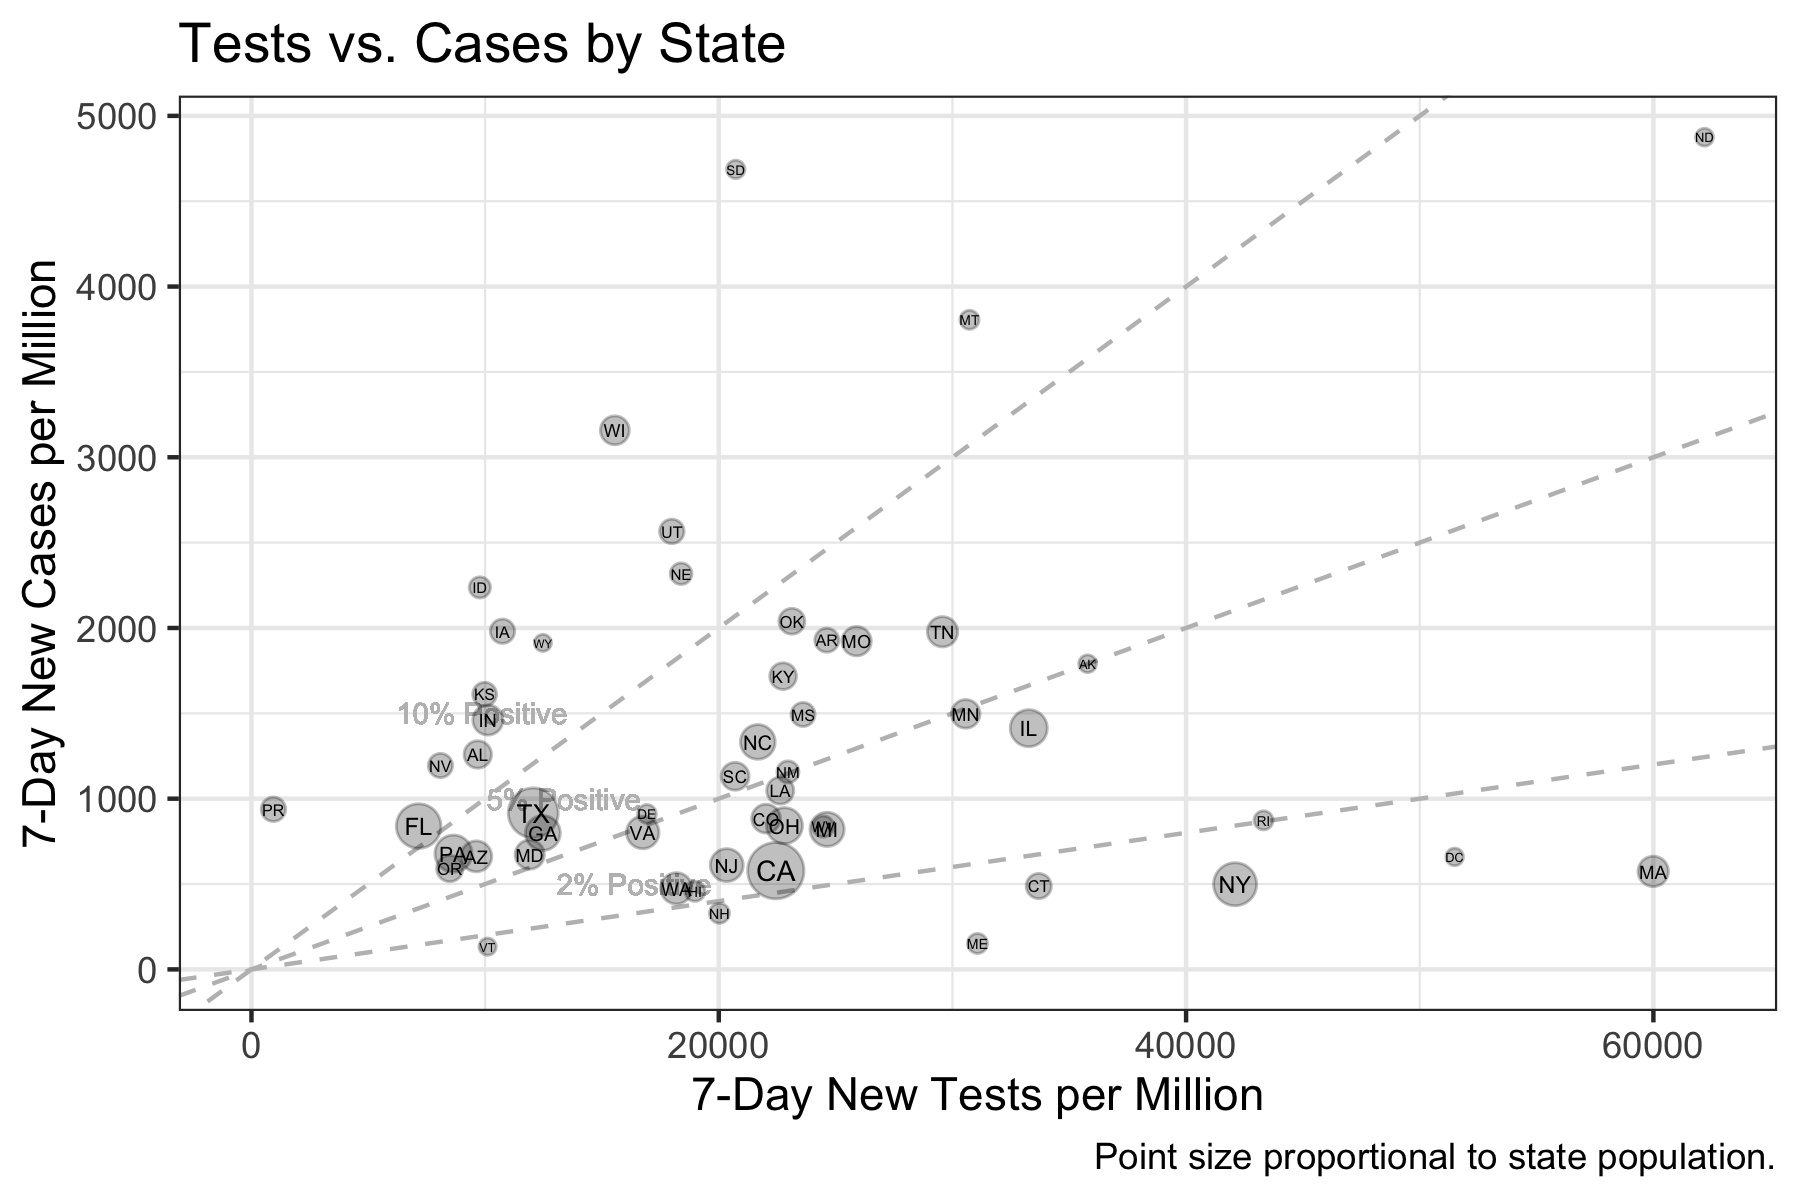 Tests vs. Cases by State
7-Day New Cases per Million
5000
4000
3000
2000
1000
0
ND
SD
MT
WI
UT
NE
ID
OK
IA
TN
AR
MO
WY
AK
KY
KS
10% Positive
IN
MS
MN
IL
NC
AL
NV
NM
SC
LA
PR
5% Positive
TX
DE
FL
GA
VA
CO
OH
WV
MI
RI
PA
AZ
MD
OR
NJ
CA
DC
MA
2% Positive
WA
HI
CT
NY
NH
VT
ME
0
20000
40000
60000
7-Day New Tests per Million
Point size proportional to state population.